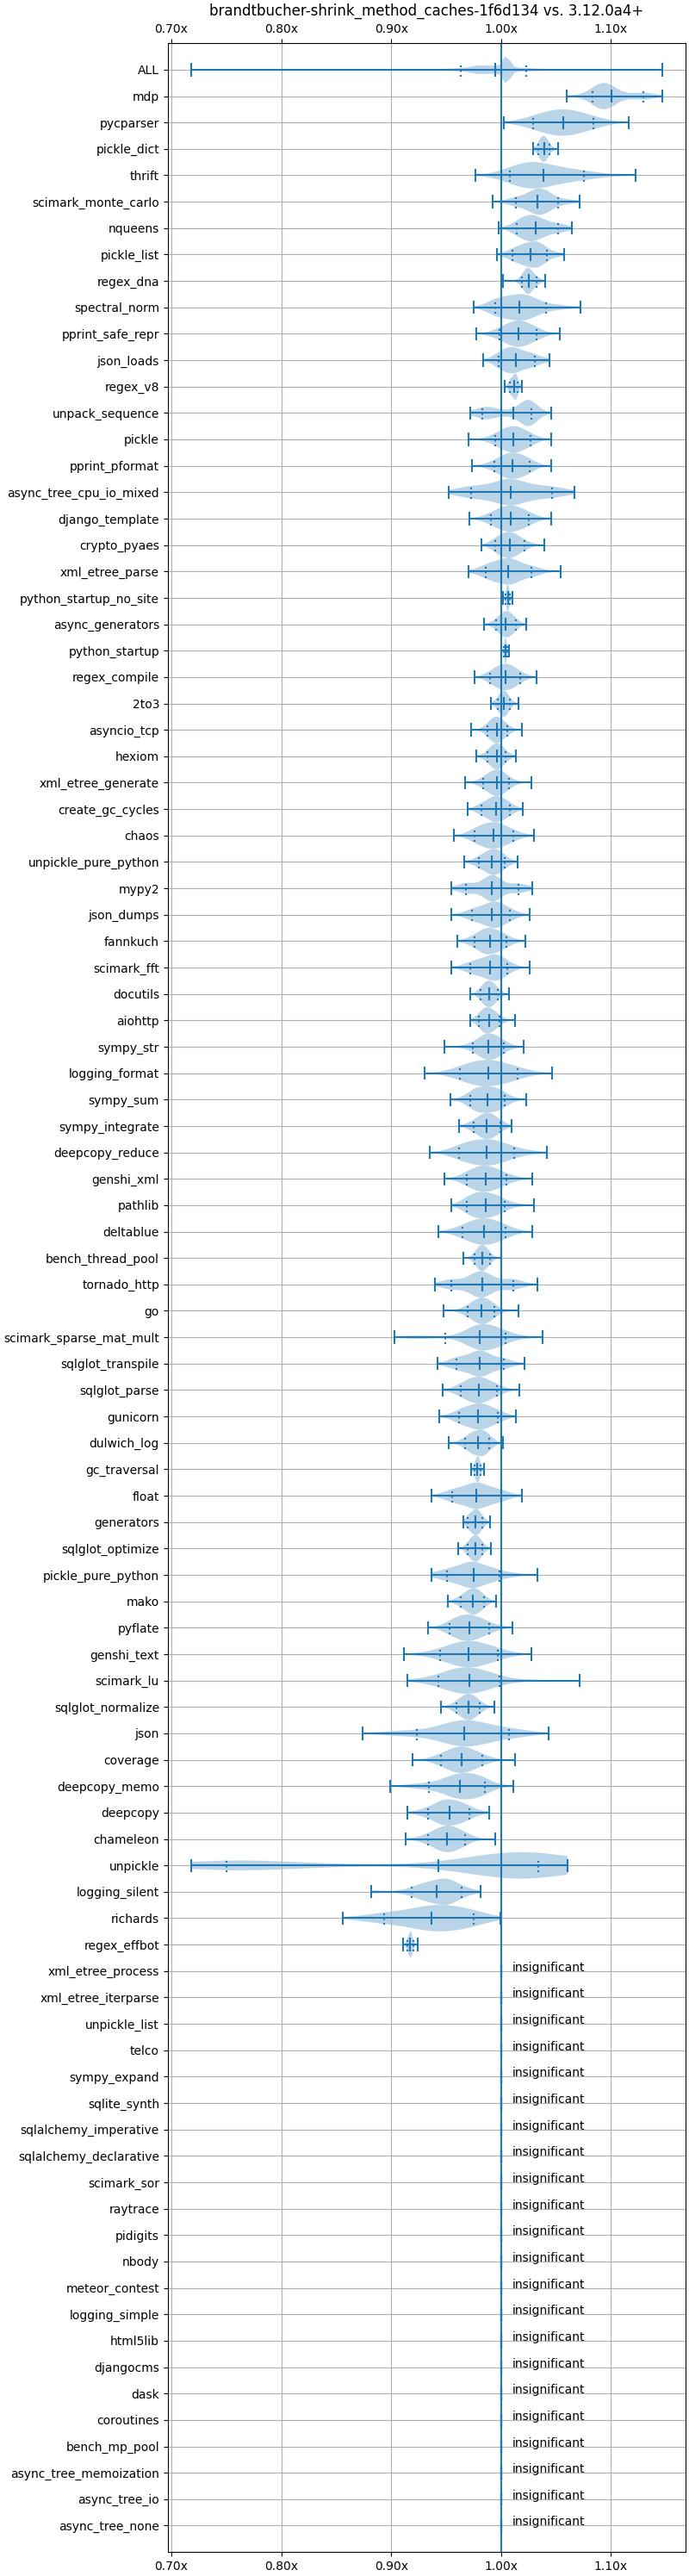 brandtbucher-shrink_method_caches-1f6d134 vs. 3.12.0a4+
0.70x 0.80x 0.90x 1.00x 1.10x
ALL
mdp
pycparser
pickle_dict
thrift
scimark_monte_carlo
nqueens
pickle_list
regex_dna
spectral_norm
pprint_safe_repr
json_loads
regex_v8
unpack_sequence
pickle
pprint_pformat
async_tree_cpu_io_mixed
django_template
crypto_pyaes
xml_etree_parse
python_startup_no_site
async_generators
python_startup
regex_compile
2to3
asyncio_tcp
hexiom
xml_etree_generate
create_gc_cycles
chaos
unpickle_pure_python
mypy2
json_dumps
fannkuch
scimark_fft
docutils
aiohttp
sympy_str
logging_format
sympy_sum
sympy_integrate
deepcopy_reduce
genshi_xml
pathlib
deltablue
bench_thread_pool
tornado_http
go
scimark_sparse_mat_mult
sqlglot_transpile
sqlglot_parse
gunicorn
dulwich_log
gc_traversal
float
generators
sqlglot_optimize
pickle_pure_python
mako
pyflate
genshi_text
scimark_lu
sqlglot_normalize
json
coverage
deepcopy_memo
deepcopy
chameleon
unpickle
logging_silent
richards
regex_effbot
xml_etree_process insignificant
xml_etree_iterparse insignificant
unpickle_list insignificant
telco insignificant
sympy_expand insignificant
sqlite_synth insignificant
sqlalchemy_imperative insignificant
sqlalchemy_declarative insignificant
scimark_sor insignificant
raytrace insignificant
pidigits insignificant
nbody insignificant
meteor_contest insignificant
logging_simple insignificant
html5lib insignificant
djangocms insignificant
dask insignificant
coroutines insignificant
bench_mp_pool insignificant
async_tree_memoization insignificant
async_tree_io insignificant
async_tree_none insignificant
0.70x 0.80x 0.90x 1.00x 1.10x